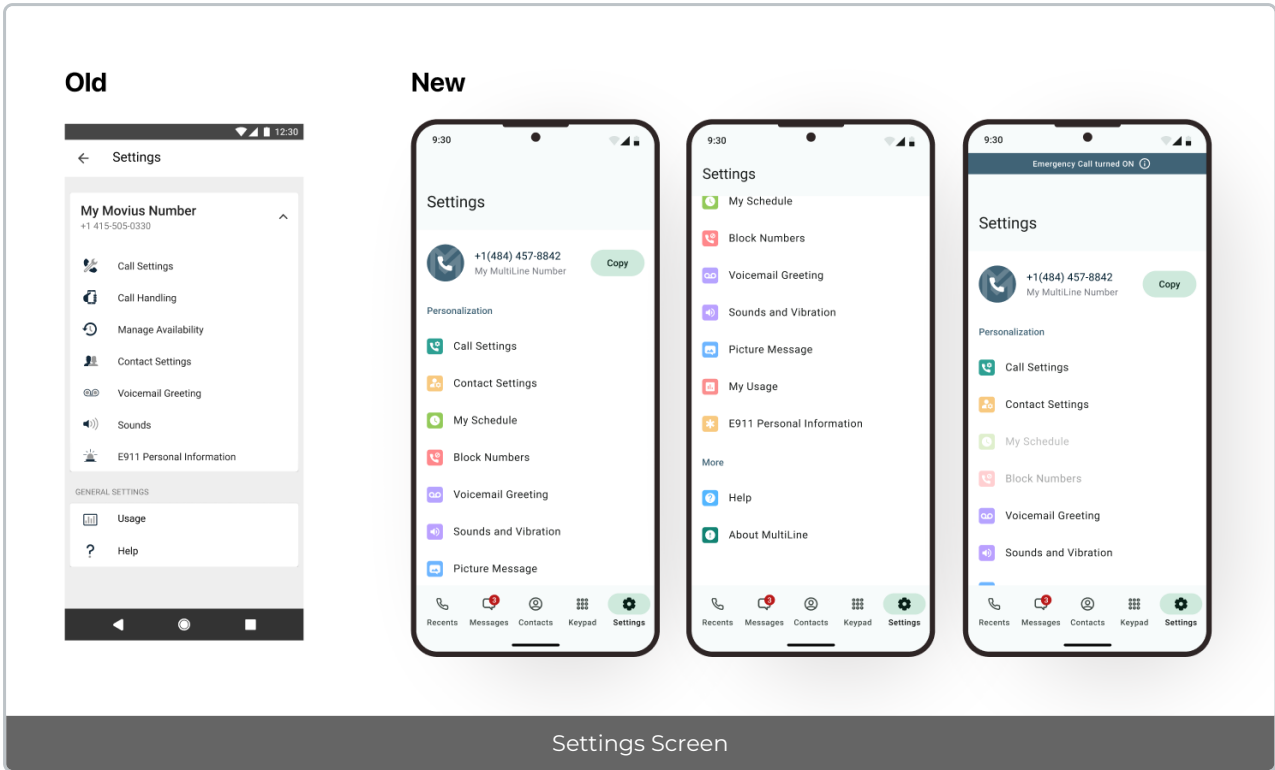 Old
New
12:30
Settings
My Movius Number
+1 415-505-0330
Call Settings
Call Handling
Manage Availability
Contact Settings
Voicemail Greeting
Sounds
E911 Personal Information
GENERAL SETTINGS
Usage
? Help
9:30
Settings
+1(484) 457-8842
My MultiLine Number
Copy
Personalization
Call Settings
Contact Settings
My Schedule
Block Numbers
Voicemail Greeting
Sounds and Vibration
Picture Message
3
Recents Messages Contacts Keypad Settings
9:30
Settings
My Schedule
Block Numbers
Voicemail Greeting
Sounds and Vibration
Picture Message
My Usage
E911 Personal Information
More
Help
About MultiLine
3
Recents Messages Contacts Keypad Settings
9:30
Emergency Call turned ON
Settings
+1(484) 457-8842
My MultiLine Number
Copy
Personalization
Call Settings
Contact Settings
My Schedule
Block Numbers
Voicemail Greeting
Sounds and Vibration
3
Recents Messages Contacts Keypad Settings
Settings Screen